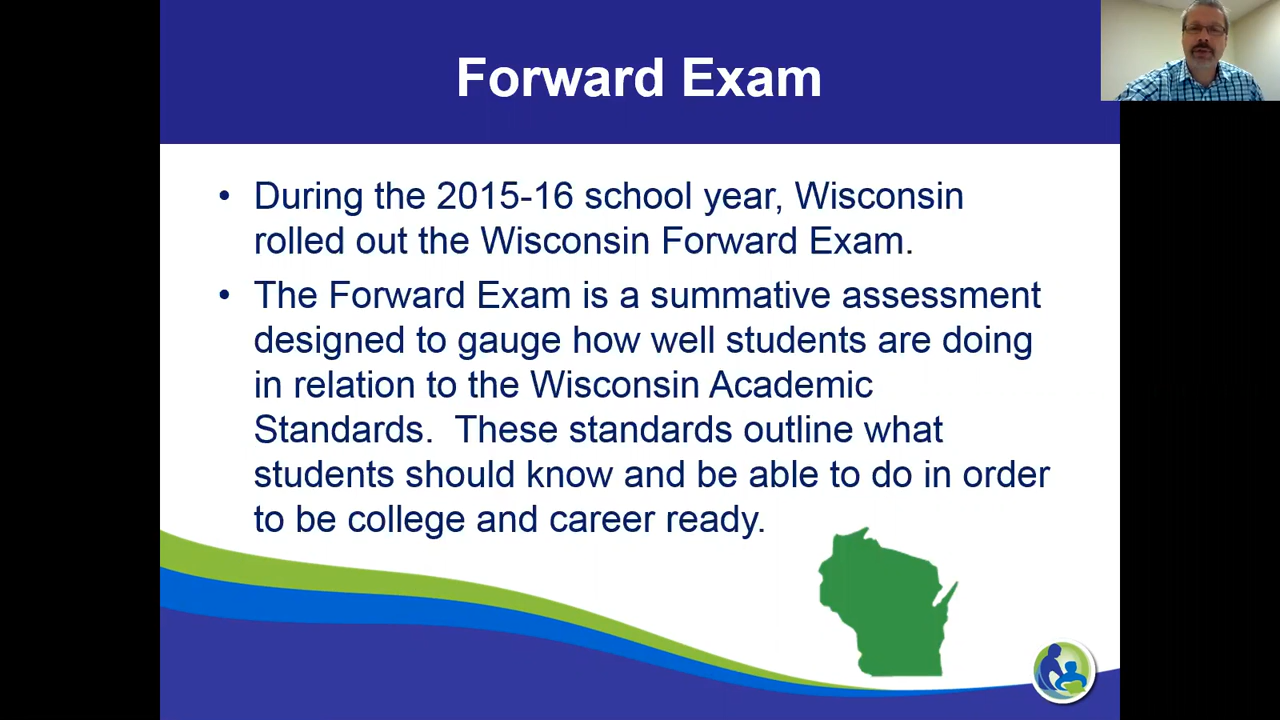 Forward Exam
• During the 2015-16 school year, Wisconsin
rolled out the Wisconsin Forward Exam.
• The Forward Exam is a summative assessment
designed to gauge how well students are doing
in relation to the Wisconsin Academic
Standards.  These standards outline what
students should know and be able to do in order
to be college and career ready.